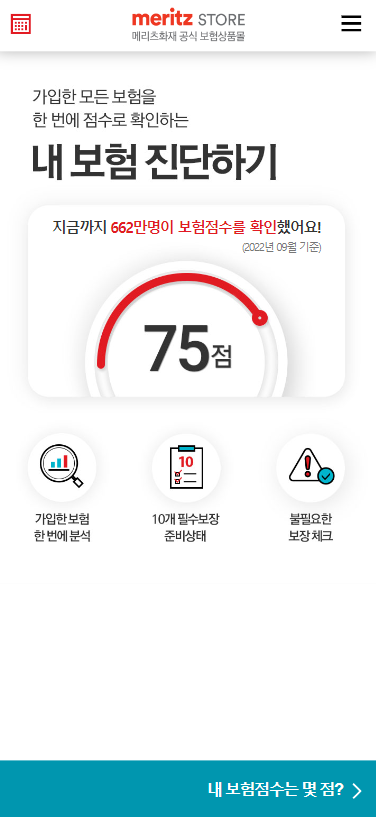 meritz STORE
메리츠화재 공식 보험상품몰
가입한 모든 보험을
한 번에 점수로 확인하는
내 보험 진단하기
지금까지 662만명이 보험점수를 확인했어요!
(2022년 09월 기준)
75점
10
가입한 보험
한 번에 분석
10개 필수보장
준비상태
불필요한
보장 체크
내 보험점수는 몇 점?